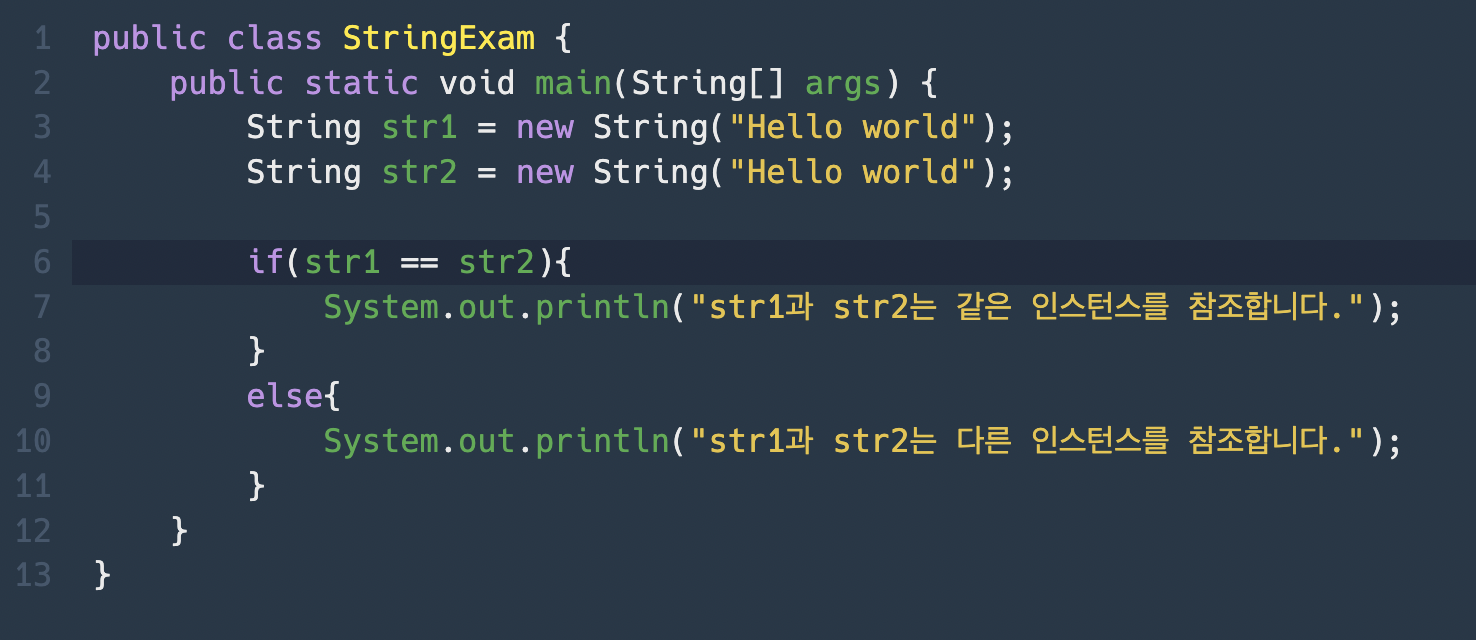 1 public class StringExam {
2     public static void main(String[] args) {
3         String str1 = new String("Hello world");
4         String str2 = new String("Hello world");
5
6         if(str1 == str2){
7             System.out.println("str1과 str2는 같은 인스턴스를 참조합니다.");
8         }
9         else{
10             System.out.println("str1과 str2는 다른 인스턴스를 참조합니다.");
11         }
12     }
13 }